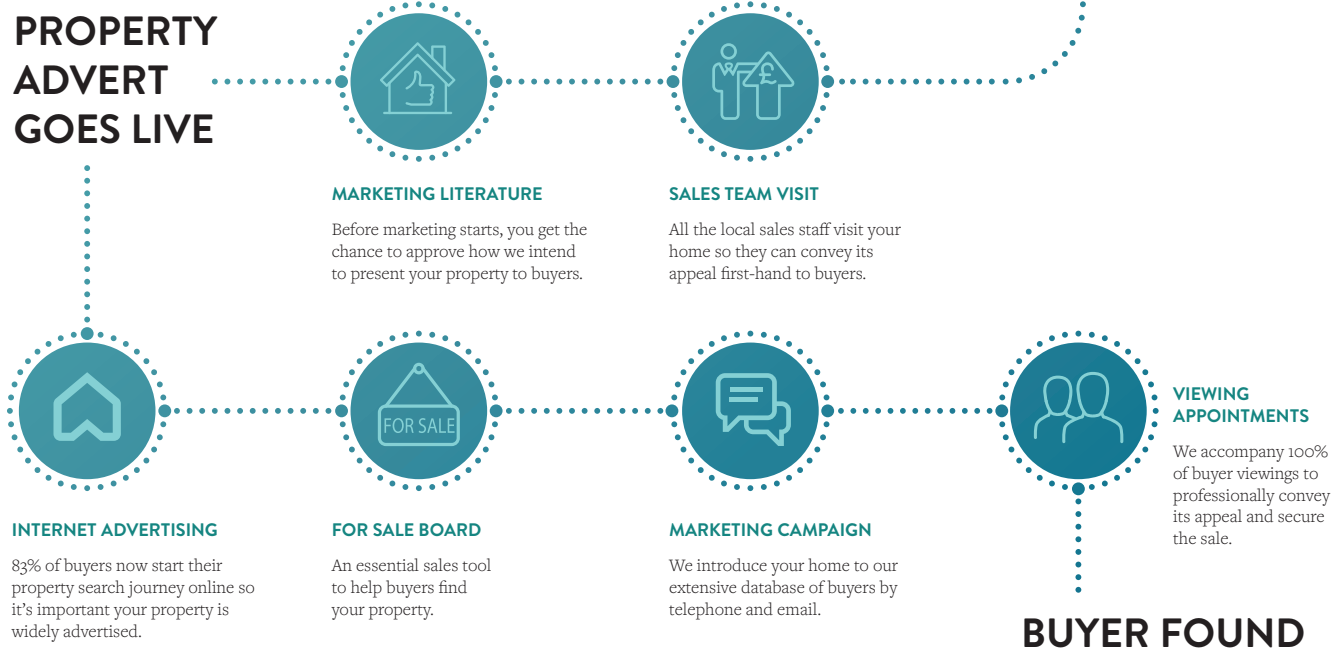 PROPERTY
ADVERT
GOES LIVE
£
MARKETING LITERATURE
Before marketing starts, you get the
chance to approve how we intend
to present your property to buyers.
SALES TEAM VISIT
All the local sales staff visit your
home so they can convey its
appeal first-hand to buyers.
INTERNET ADVERTISING
83% of buyers now start their
property search journey online so
it's important your property is
widely advertised.
FOR SALE
FOR SALE BOARD
An essential sales tool
to help buyers find
your property.
MARKETING CAMPAIGN
We introduce your home to our
extensive database of buyers by
telephone and email.
VIEWING
APPOINTMENTS
We accompany 100%
of buyer viewings to
professionally convey
its appeal and secure
the sale.
BUYER FOUND